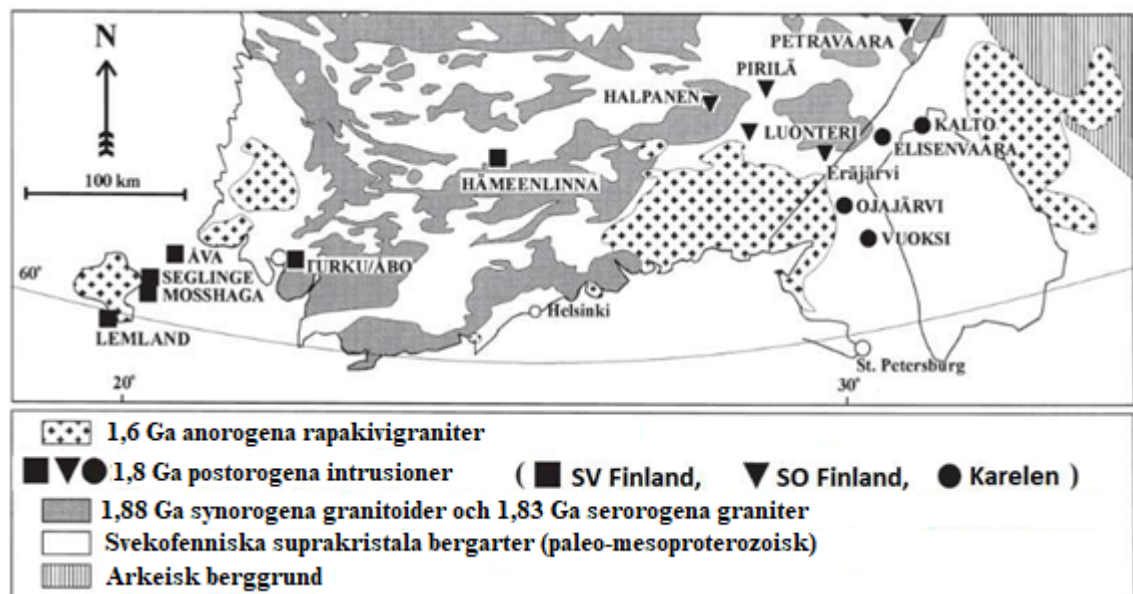 N
100 km
PETRAVAARA
PIRILÄ
HALPANEN
LUONTERI
KALTO
ELISENVAARA
HÄMEENLINNA
Eräjärvi
OJAJÄRVI
VUOKSI
ÅVA
TURKU/ÅBO
SEGLINGE
60°
MOSSHAGA
Helsinki
LEMLAND
St. Petersburg
20°
30°
1,6 Ga anorogena rapakivigraniter
1,8 Ga postorogena intrusioner ( SV Finland, SO Finland, Karelen )
1,88 Ga synorogena granitoider och 1,83 Ga serorogena graniter
Svekofenniska suprakristala bergarter (paleo-mesoproterozoisk)
Arkeisk berggrund